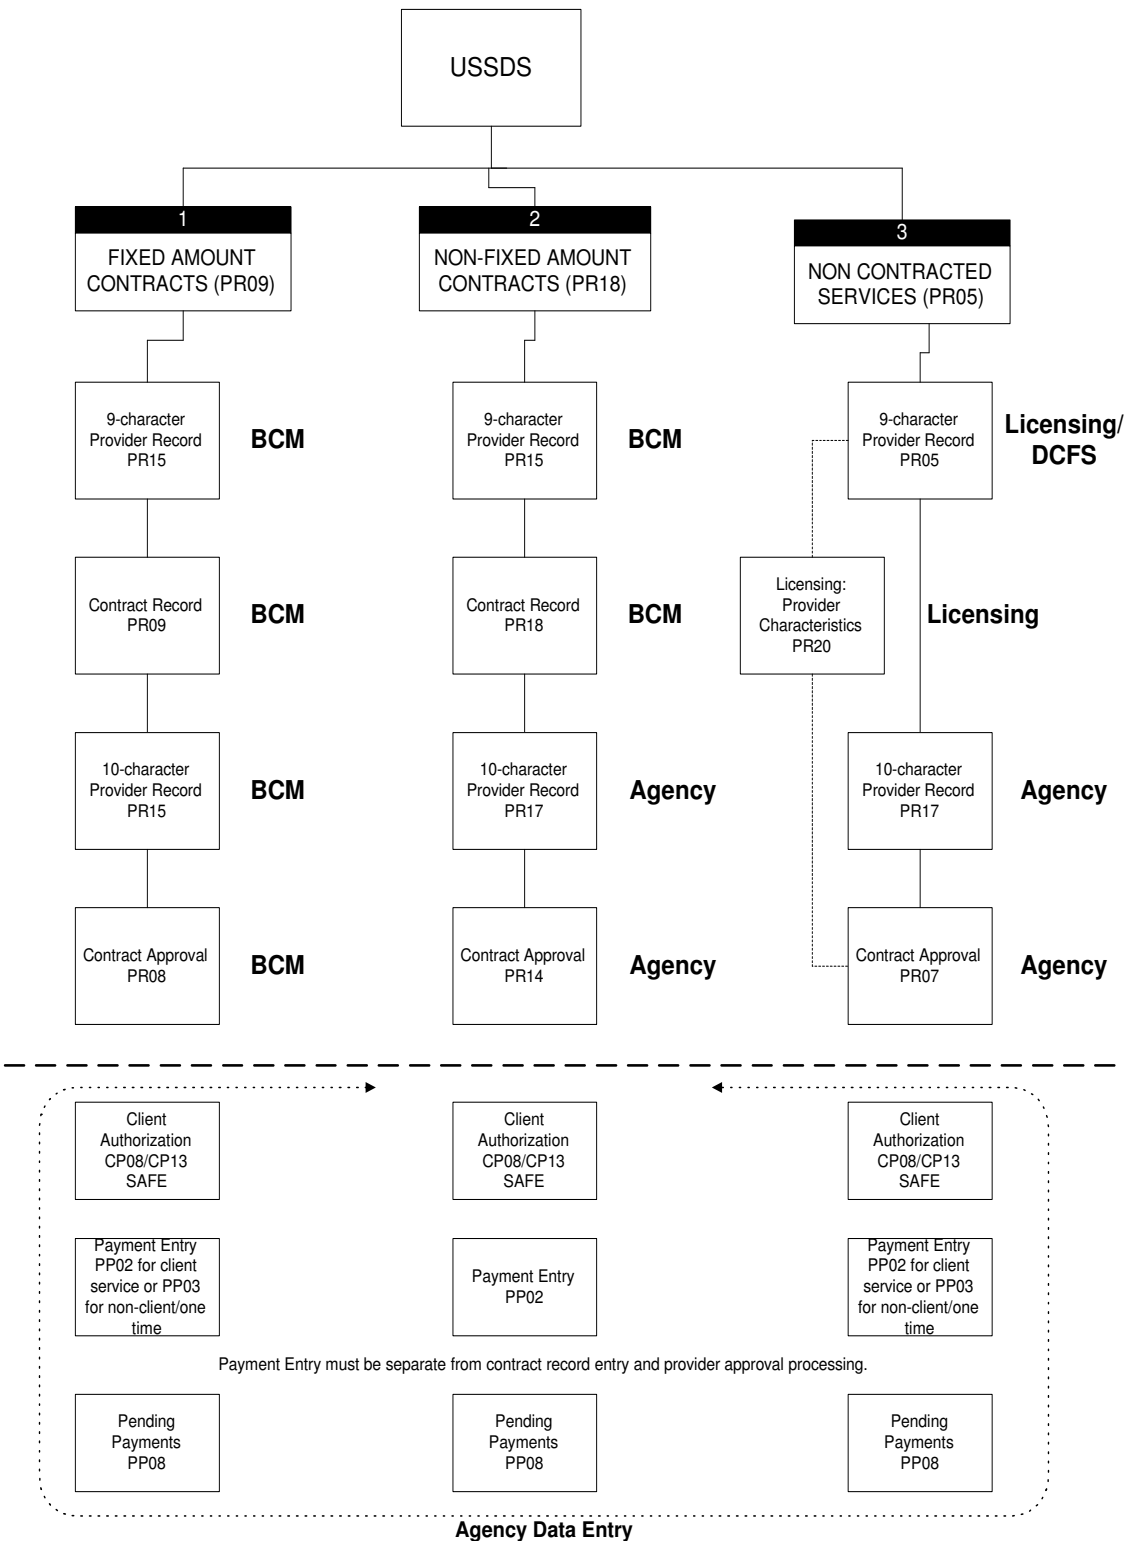 USSDS
1
FIXED AMOUNT
CONTRACTS (PR09)
2
NON-FIXED AMOUNT
CONTRACTS (PR18)
3
NON CONTRACTED
SERVICES (PR05)
9-character
Provider Record
PR15
BCM
9-character
Provider Record
PR15
BCM
9-character
Provider Record
PR05
Licensing/
DCFS
Contract Record
PR09
BCM
Contract Record
PR18
BCM
Licensing:
Provider
Characteristics
PR20
Licensing
10-character
Provider Record
PR15
BCM
10-character
Provider Record
PR17
Agency
10-character
Provider Record
PR17
Agency
Contract Approval
PR08
BCM
Contract Approval
PR14
Agency
Contract Approval
PR07
Agency
Client
Authorization
CP08/CP13
SAFE
Client
Authorization
CP08/CP13
SAFE
Client
Authorization
CP08/CP13
SAFE
Payment Entry
PP02 for client
service or PP03
for non-client/one
time
Payment Entry
PP02
Payment Entry
PP02 for client
service or PP03
for non-client/one
time
Payment Entry must be separate from contract record entry and provider approval processing.
Pending
Payments
PP08
Pending
Payments
PP08
Pending
Payments
PP08
Agency Data Entry